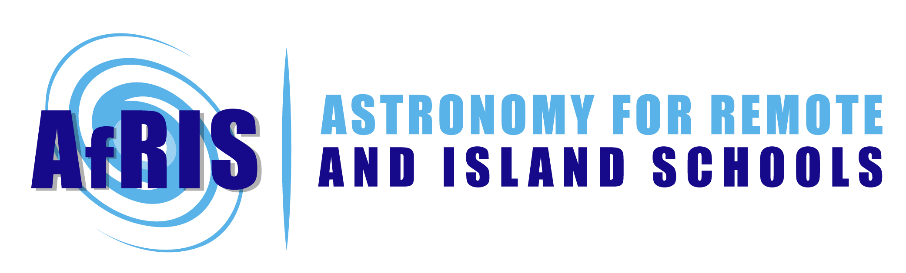 AfRIS
ASTRONOMY FOR REMOTE
AND ISLAND SCHOOLS